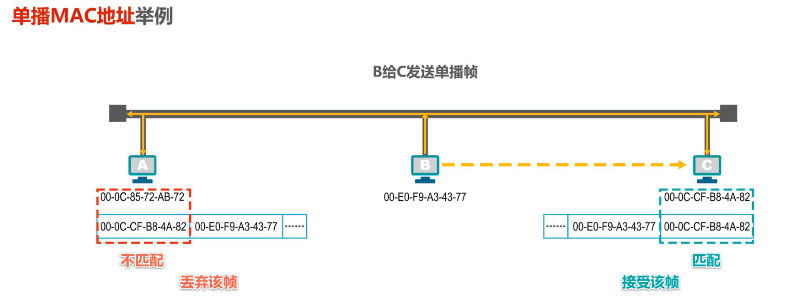 单播MAC地址举例
B给C发送单播帧
A
B
C
00-0C-85-72-AB-72
00-E0-F9-A3-43-77
00-0C-CF-B8-4A-82
00-0C-CF-B8-4A-82 00-E0-F9-A3-43-77 ······
······ 00-E0-F9-A3-43-77 00-0C-CF-B8-4A-82
不匹配
匹配
丢弃该帧
接受该帧